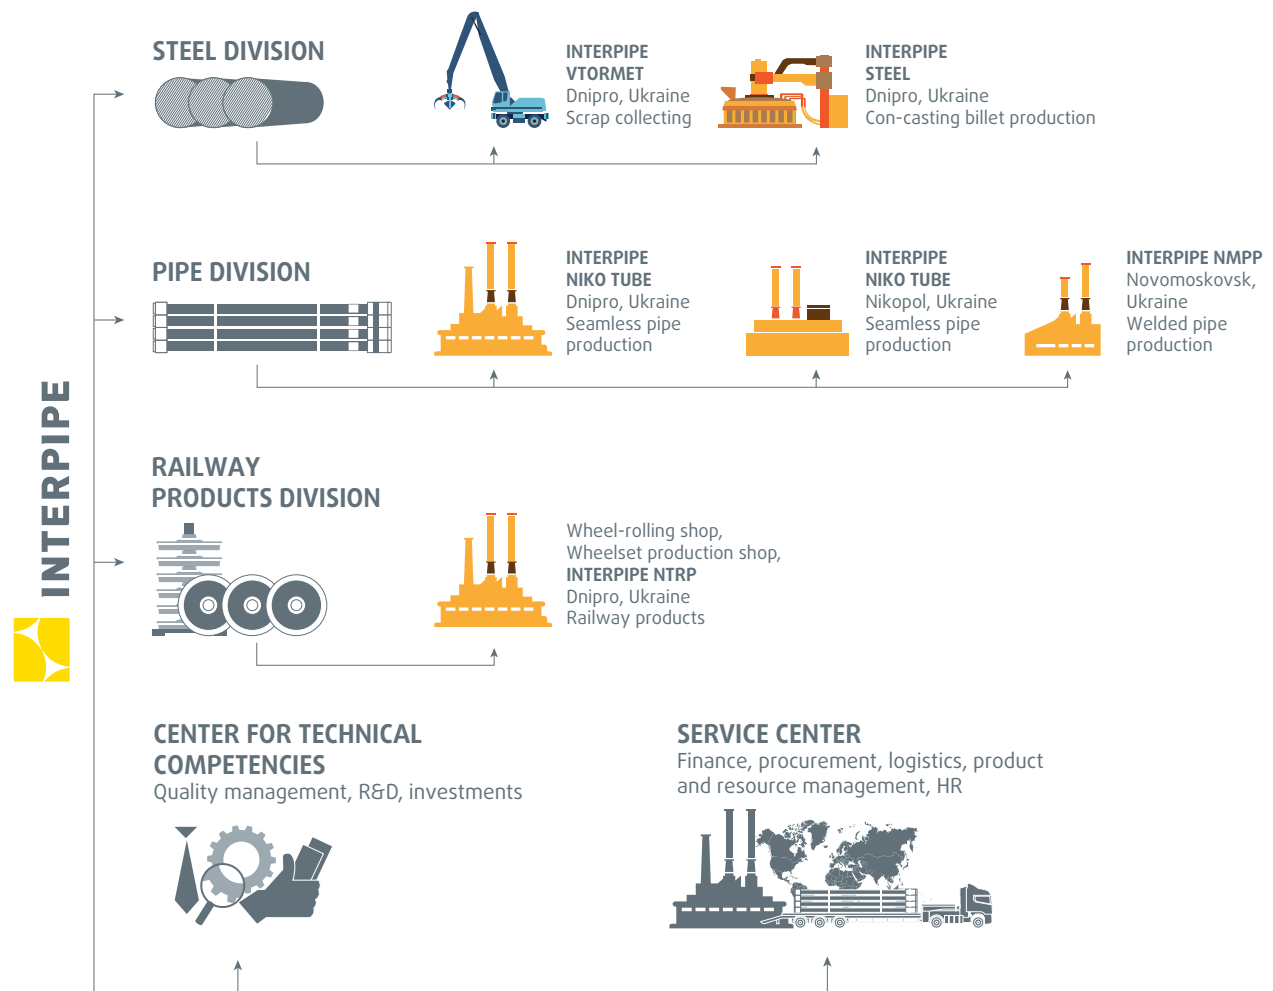 STEEL DIVISION
INTERPIPE
VTORMET
Dnipro, Ukraine
Scrap collecting
INTERPIPE
STEEL
Dnipro, Ukraine
Con-casting billet production
PIPE DIVISION
INTERPIPE
NIKO TUBE
Dnipro, Ukraine
Seamless pipe
production
INTERPIPE
NIKO TUBE
Nikopol, Ukraine
Seamless pipe
production
INTERPIPE NMPP
Novomoskovsk,
Ukraine
Welded pipe
production
INTERPIPE
RAILWAY
PRODUCTS DIVISION
Wheel-rolling shop,
Wheelset production shop,
INTERPIPE NTRP
Dnipro, Ukraine
Railway products
CENTER FOR TECHNICAL
COMPETENCIES
Quality management, R&D, investments
SERVICE CENTER
Finance, procurement, logistics, product
and resource management, HR